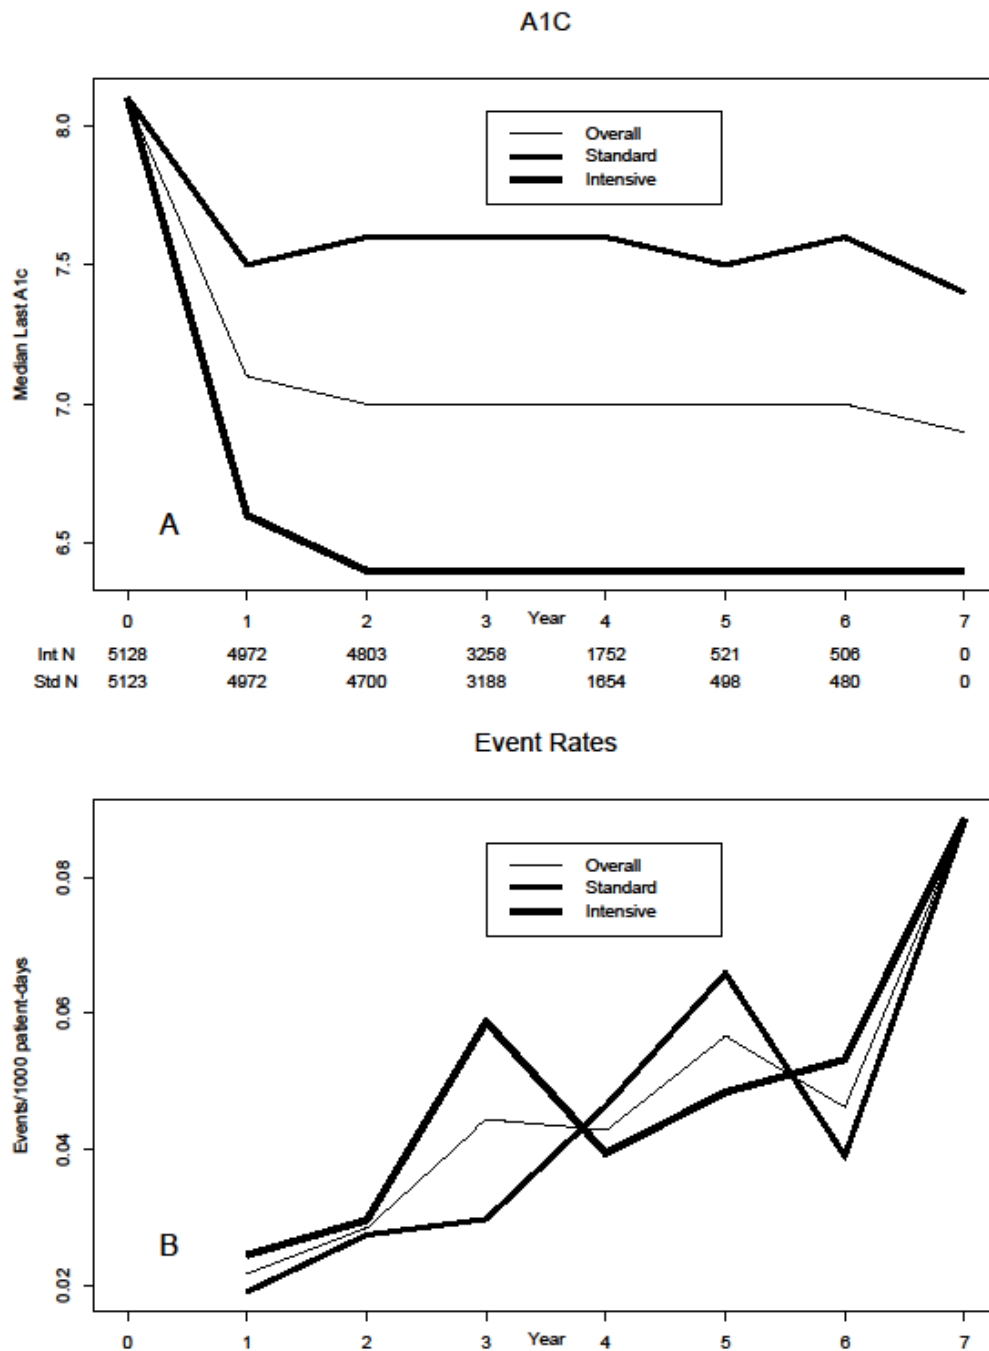 A1C
Overall
Standard
Intensive
Median Last A1c
8.0
7.5
7.0
6.5
A
0 1 2 3 Year 4 5 6 7
Int N 5128 4972 4803 3258 1752 521 506 0
Std N 5123 4972 4700 3188 1654 498 480 0
Event Rates
Overall
Standard
Intensive
Events/1000 patient-days
0.08
0.06
0.04
0.02
B
0 1 2 3 Year 4 5 6 7